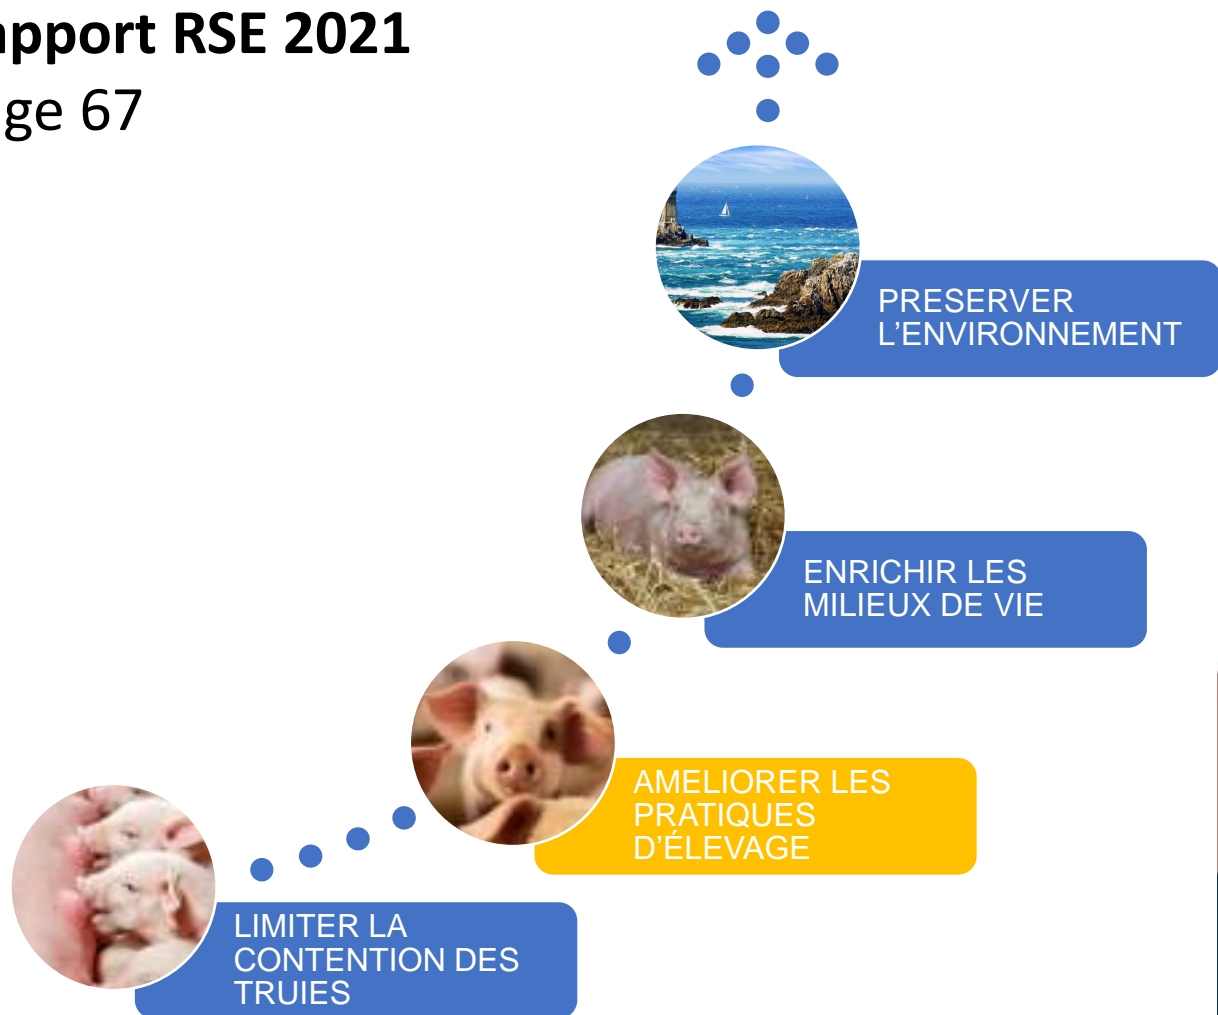 apport RSE 2021
ge 67
PRESERVER
L’ENVIRONNEMENT
ENRICHIR LES
MILIEUX DE VIE
AMELIORER LES
PRATIQUES
D’ÉLEVAGE
LIMITER LA
CONTENTION DES
TRUIES